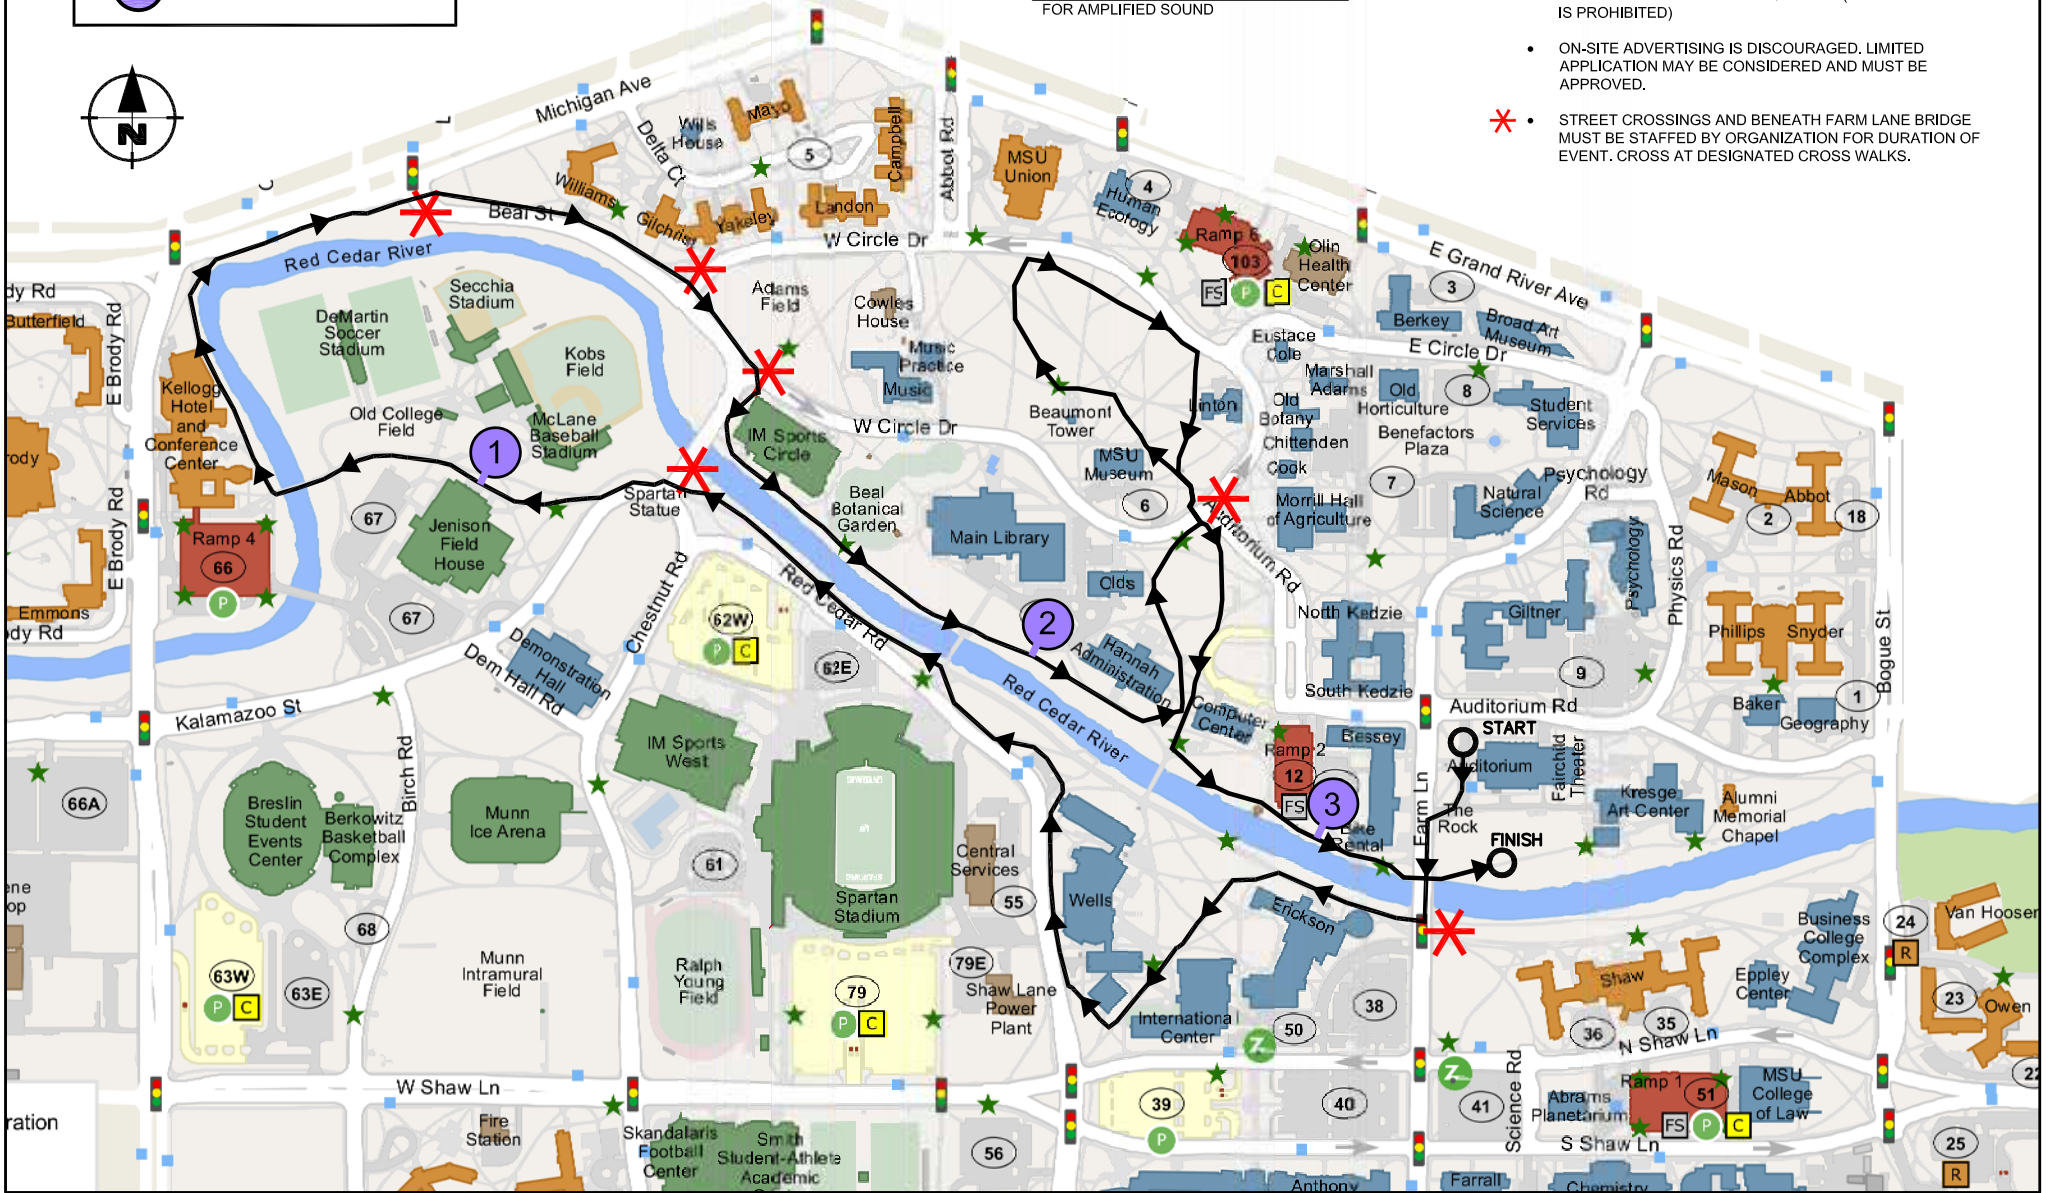 FOR AMPLIFIED SOUND
IS PROHIBITED)
• ON-SITE ADVERTISING IS DISCOURAGED. LIMITED
APPLICATION MAY BE CONSIDERED AND MUST BE
APPROVED.
• STREET CROSSINGS AND BENEATH FARM LANE BRIDGE
MUST BE STAFFED BY ORGANIZATION FOR DURATION OF
EVENT. CROSS AT DESIGNATED CROSS WALKS.
N
Michigan Ave
Delta Ct
Wills
House
Mayo
5
Campbell
Abbot Rd
MSU
Union
4
Human
Ecology
Williams
Gilchrist
Yakeley
Landon
Beal St
W Circle Dr
Ramp 6
103
FS
P
C
Olin
Health
Center
E Grand River Ave
Red Cedar River
Secchia
Stadium
DeMartin
Soccer
Stadium
Kobs
Field
Adams
Field
Cowles
House
Music
Practice
Music
3
Berkey
Broad Art
Museum
Eustace
Cole
E Circle Dr
Marshall
Adams
Old
Horticulture
8
Student
Services
Butterfield
E Brody Rd
Kellogg
Hotel
and
Conference
Center
Old College
Field
McLane
Baseball
Stadium
1
IM Sports
Circle
W Circle Dr
Beaumont
Tower
Linton
Old
Botany
Chittenden
Cook
Benefactors
Plaza
MSU
Museum
6
7
Morrill Hall
of Agriculture
Natural
Science
Psychology
Rd
Mason
Abbot
2
18
Spartan
Statue
67
Jenison
Field
House
Beal
Botanical
Garden
Main Library
Olds
Auditorium Rd
Psychology
Physics Rd
E Brody Rd
Ramp 4
66
P
Emmons
67
Chestnut Rd
62W
P
C
Red Cedar Rd
62E
2
Hannah
Administration
North Kedzie
Giltner
Phillips
Snyder
Bogue St
Demonstration
Hall
Dem Hall Rd
Kalamazoo St
Birch Rd
Red Cedar River
Computer
Center
South Kedzie
9
Auditorium Rd
Baker
1
Geography
START
IM Sports
West
Ramp 2
12
FS
Bessey
Auditorium
Fairchild
Theater
66A
Breslin
Student
Events
Center
Berkowitz
Basketball
Complex
Munn
Ice Arena
3
Bike
Rental
Farm Ln
The
Rock
Kresge
Art Center
Alumni
Memorial
Chapel
FINISH
61
Spartan
Stadium
SPARTANS
Central
Services
55
Wells
Erickson
68
63W
P
C
63E
Munn
Intramural
Field
Ralph
Young
Field
79
P
C
79E
Shaw Lane
Power
Plant
International
Center
50
38
Shaw
Eppley
Center
Business
College
Complex
24
R
Van Hoosen
23
Owen
36
35
N Shaw Ln
W Shaw Ln
Z
Z
Science Rd
Ramp 1
51
FS
P
C
MSU
College
of Law
Abrams
Planetarium
S Shaw Ln
39
P
40
41
Fire
Station
Skandalaris
Football
Center
Smith
Student-Athlete
Academic
56
25
R
Anthony
Farrall
Chemistry